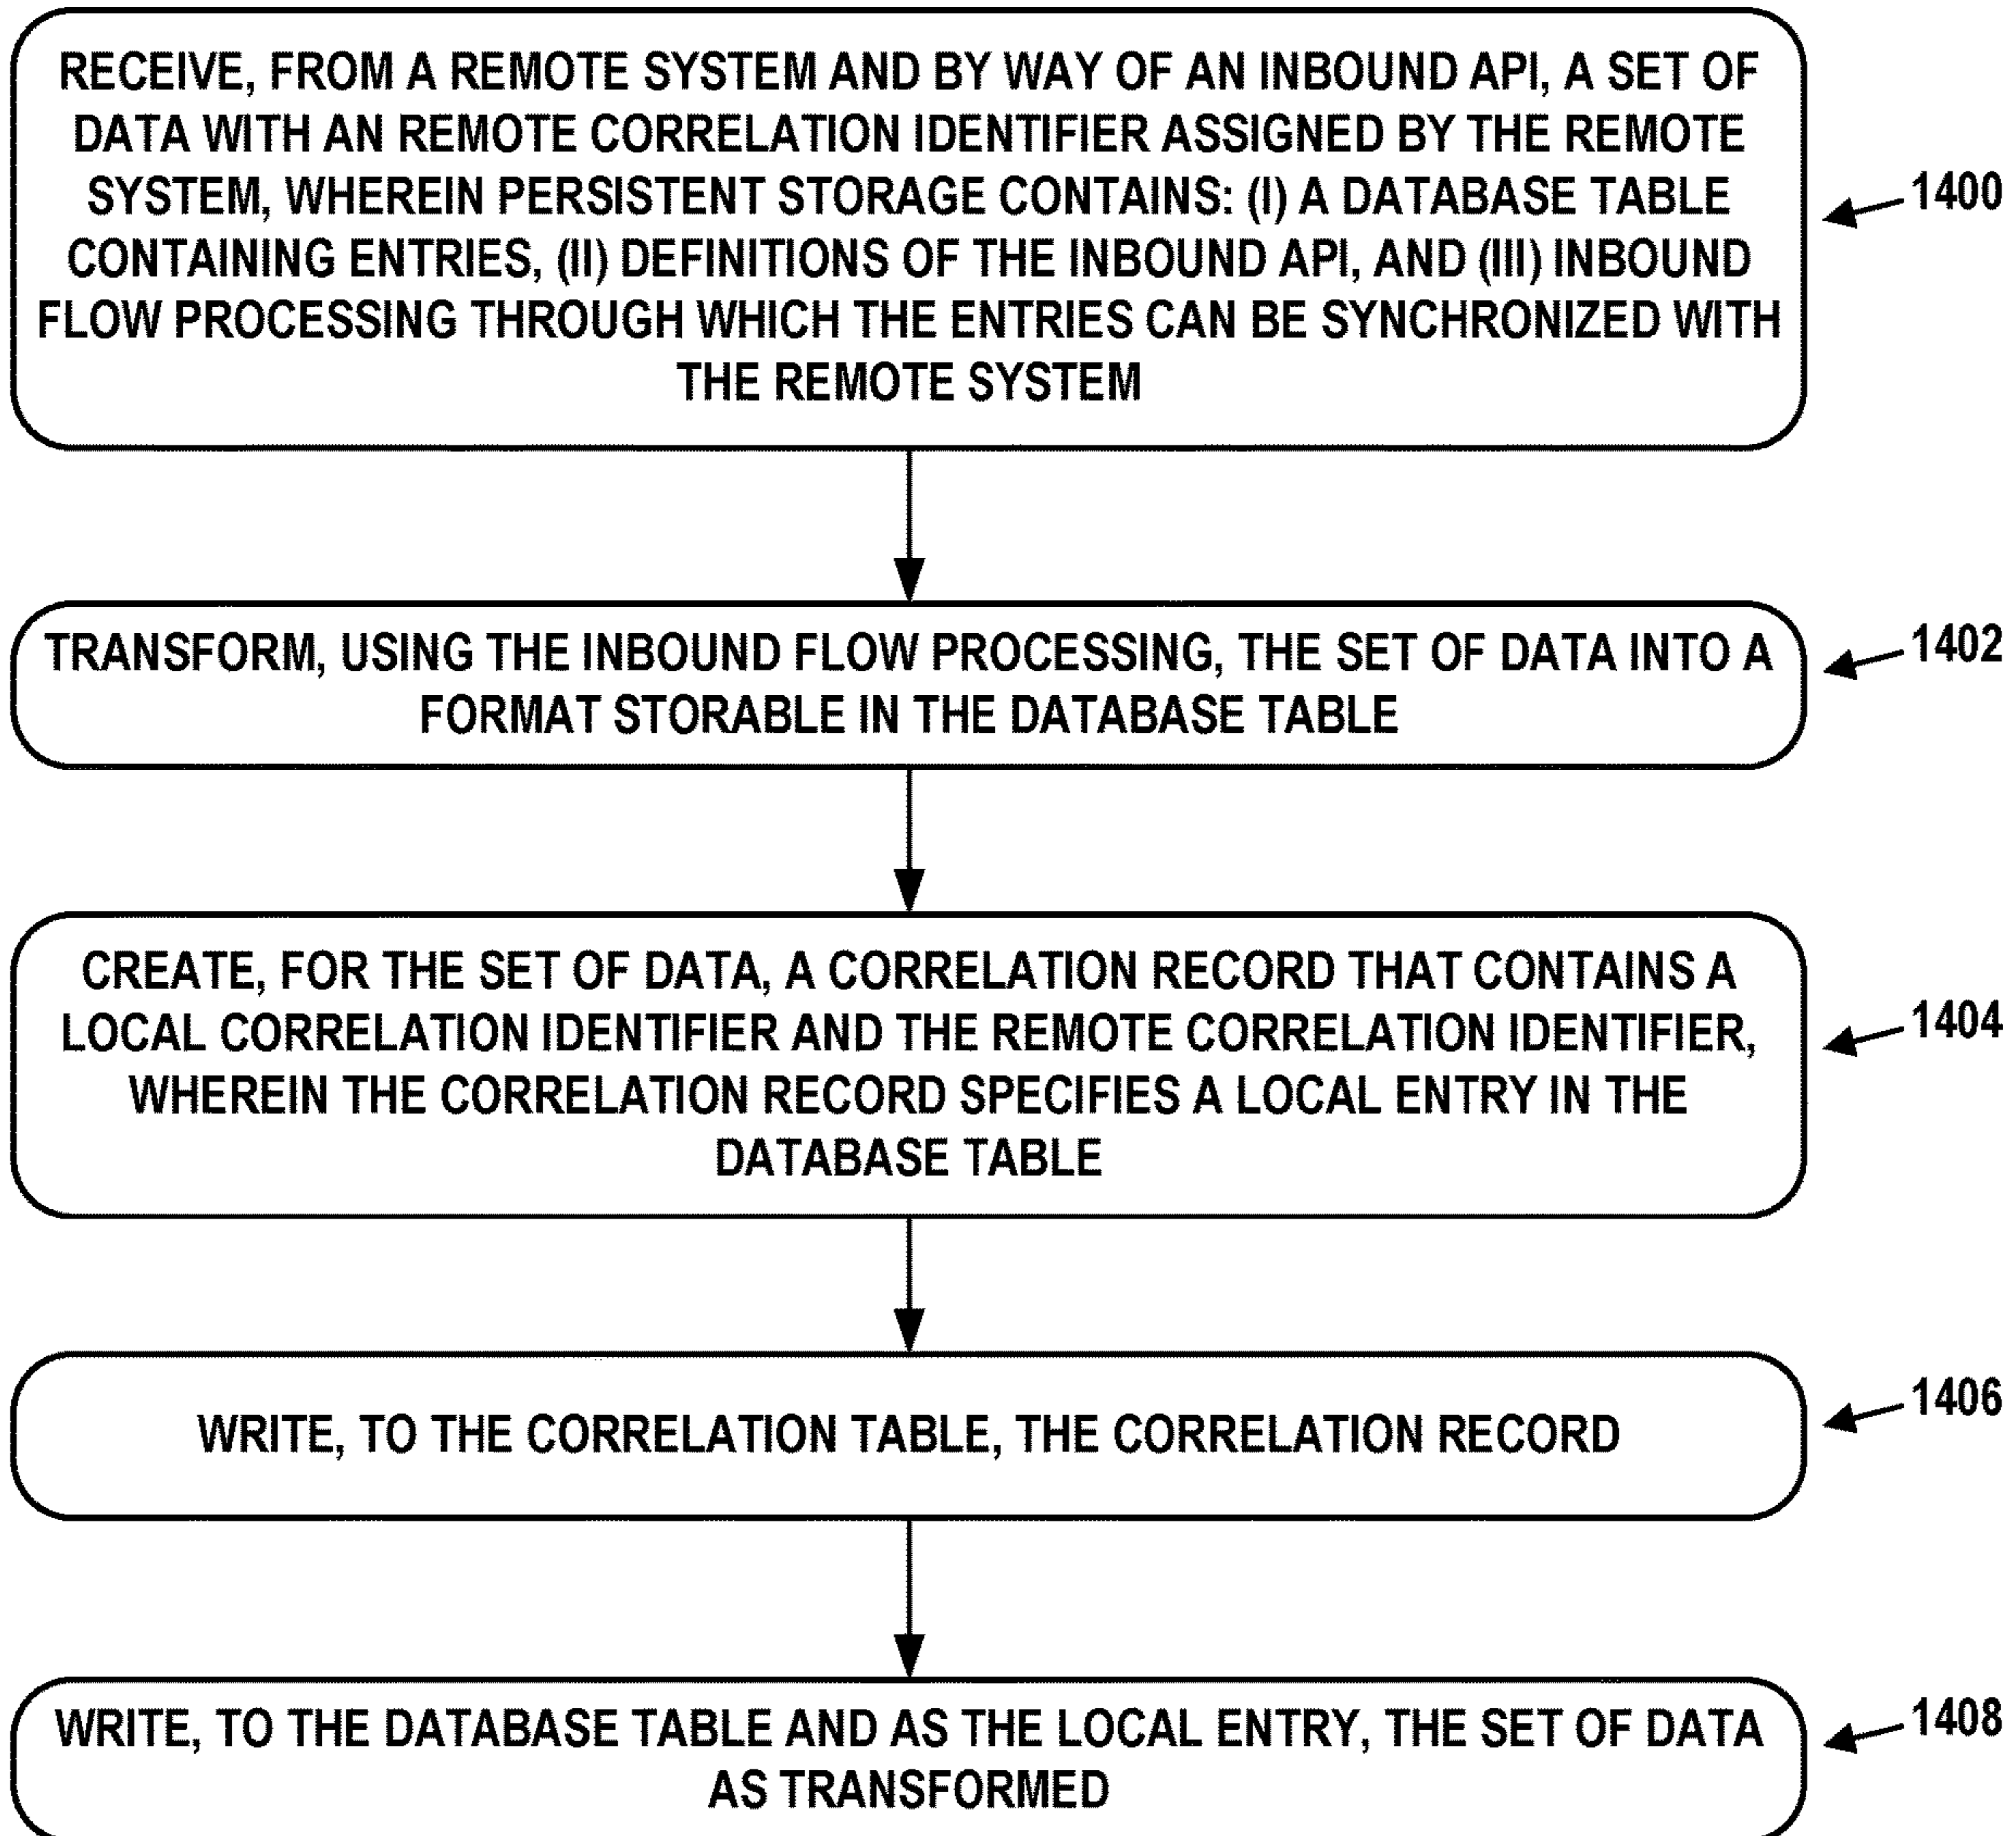 RECEIVE, FROM A REMOTE SYSTEM AND BY WAY OF AN INBOUND API, A SET OF
DATA WITH AN REMOTE CORRELATION IDENTIFIER ASSIGNED BY THE REMOTE
SYSTEM, WHEREIN PERSISTENT STORAGE CONTAINS: (I) A DATABASE TABLE
CONTAINING ENTRIES, (II) DEFINITIONS OF THE INBOUND API, AND (III) INBOUND
FLOW PROCESSING THROUGH WHICH THE ENTRIES CAN BE SYNCHRONIZED WITH
THE REMOTE SYSTEM
1400
TRANSFORM, USING THE INBOUND FLOW PROCESSING, THE SET OF DATA INTO A
FORMAT STORABLE IN THE DATABASE TABLE
1402
CREATE, FOR THE SET OF DATA, A CORRELATION RECORD THAT CONTAINS A
LOCAL CORRELATION IDENTIFIER AND THE REMOTE CORRELATION IDENTIFIER,
WHEREIN THE CORRELATION RECORD SPECIFIES A LOCAL ENTRY IN THE
DATABASE TABLE
1404
WRITE, TO THE CORRELATION TABLE, THE CORRELATION RECORD
1406
WRITE, TO THE DATABASE TABLE AND AS THE LOCAL ENTRY, THE SET OF DATA
AS TRANSFORMED
1408